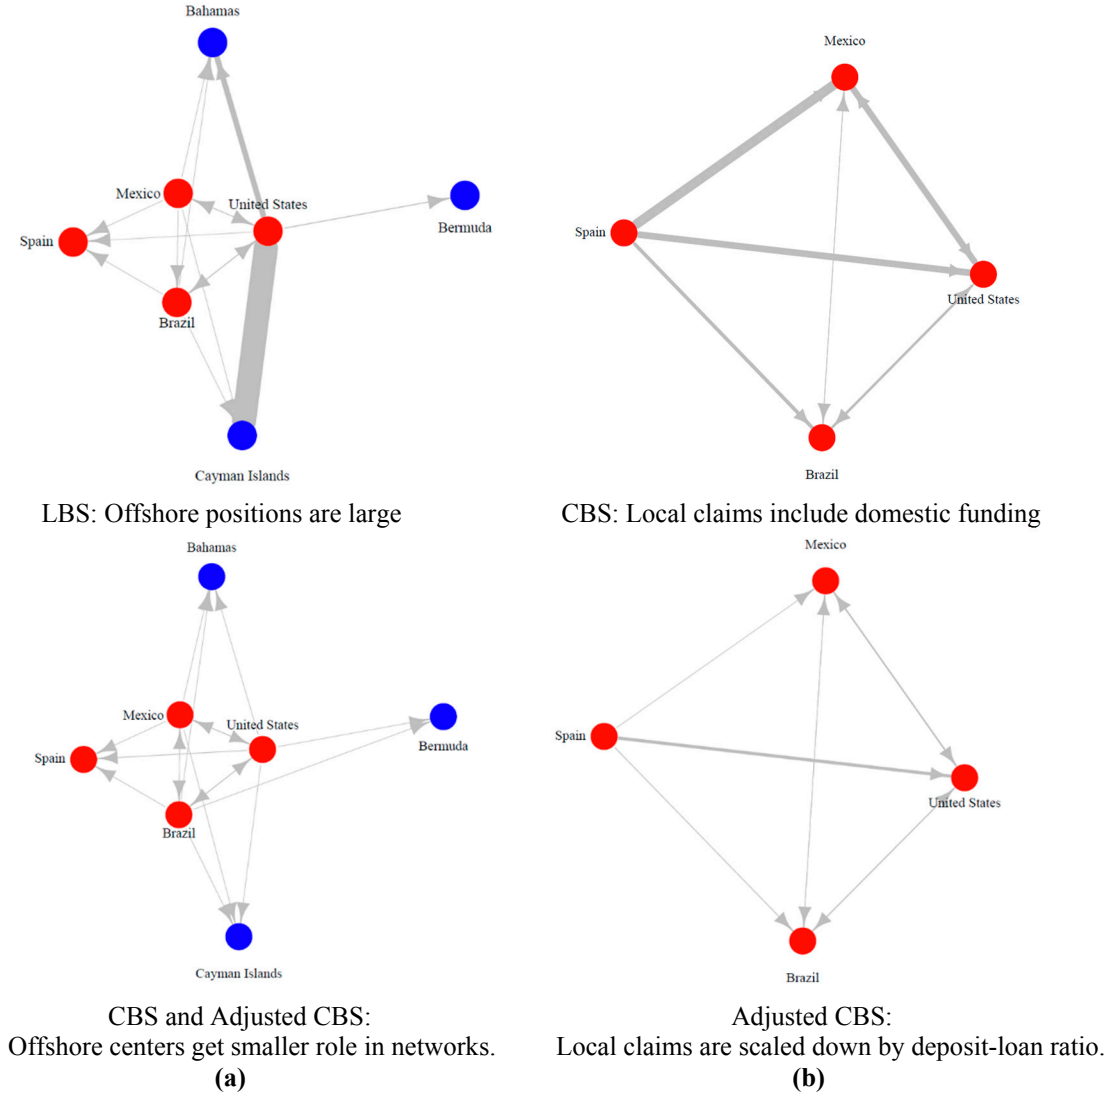 Bahamas
Mexico
United States
Spain
Bermuda
Brazil
Cayman Islands
LBS: Offshore positions are large
Mexico
Spain
United States
Brazil
CBS: Local claims include domestic funding
Bahamas
Mexico
United States
Spain
Bermuda
Brazil
Cayman Islands
CBS and Adjusted CBS:
Offshore centers get smaller role in networks.
(a)
Mexico
Spain
United States
Brazil
Adjusted CBS:
Local claims are scaled down by deposit-loan ratio.
(b)